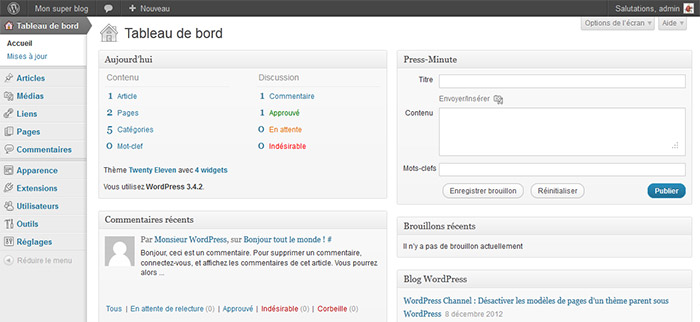 Mon super blog 0 + Nouveau Salutations, admin
Tableau de bord
Accueil
Mises à jour
Articles
Médias
Liens
Pages
Commentaires
Apparence
Extensions
Utilisateurs
Outils
Réglages
Réduire le menu
Options de l'écran Aide
Tableau de bord
Aujourd'hui
Contenu Discussion
1 Article 1 Commentaire
2 Pages 1 Approuvé
5 Catégories 0 En attente
0 Mot-clef 0 Indésirable
Thème Twenty Eleven avec 4 widgets
Vous utilisez WordPress 3.4.2.
Commentaires récents
Par Monsieur WordPress, sur Bonjour tout le monde ! #
Bonjour, ceci est un commentaire. Pour supprimer un commentaire,
connectez-vous, et affichez les commentaires de cet article. Vous pourrez
alors ...
Tous | En attente de relecture (0) | Approuvé | Indésirable (0) | Corbeille (0)
Press-Minute
Titre
Envoyer/Insérer
Contenu
Mots-clefs
Enregistrer brouillon Réinitialiser Publier
Brouillons récents
Il n'y a pas de brouillon actuellement
Blog WordPress
WordPress Channel : Désactiver les modèles de pages d'un thème parent sous
WordPress 8 décembre 2012